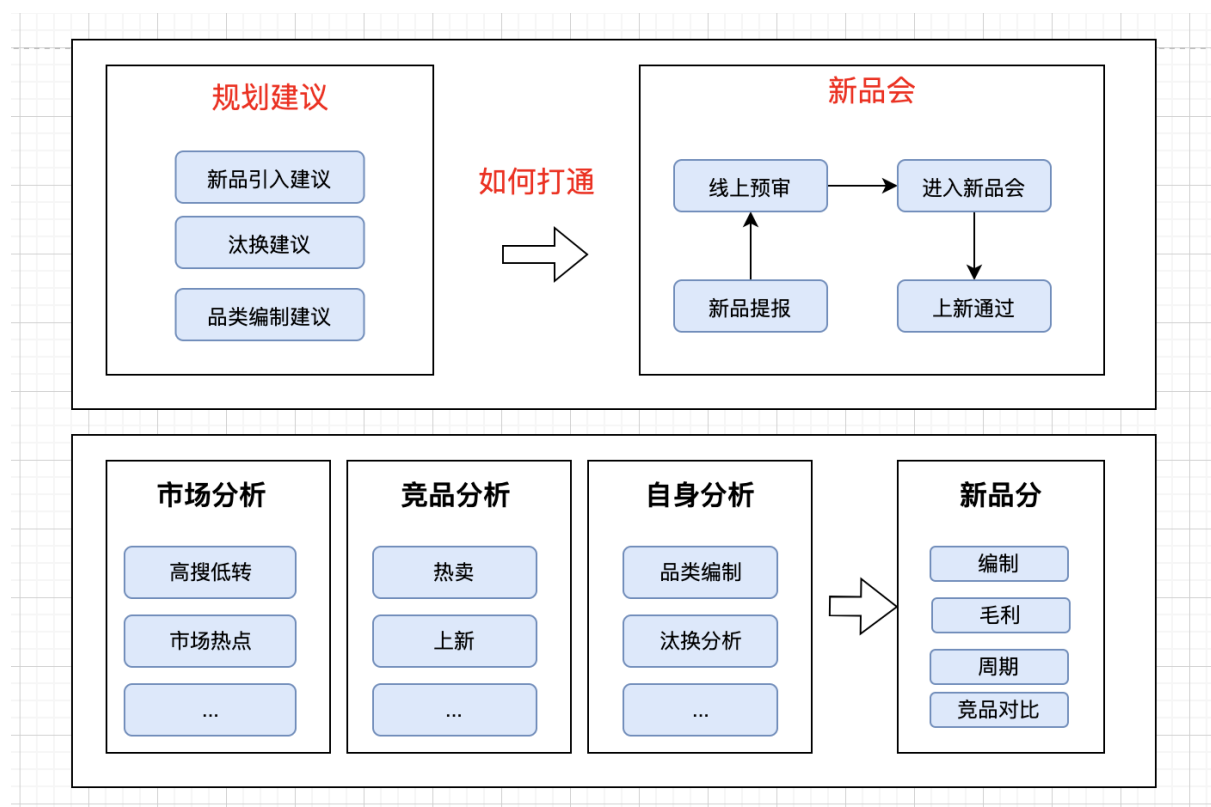 规划建议
新品引入建议
汰换建议
品类编制建议
如何打通
新品会
线上预审
进入新品会
新品提报
上新通过
市场分析
高搜低转
市场热点
...
竞品分析
热卖
上新
...
自身分析
品类编制
汰换分析
...
新品分
编制
毛利
周期
竞品对比